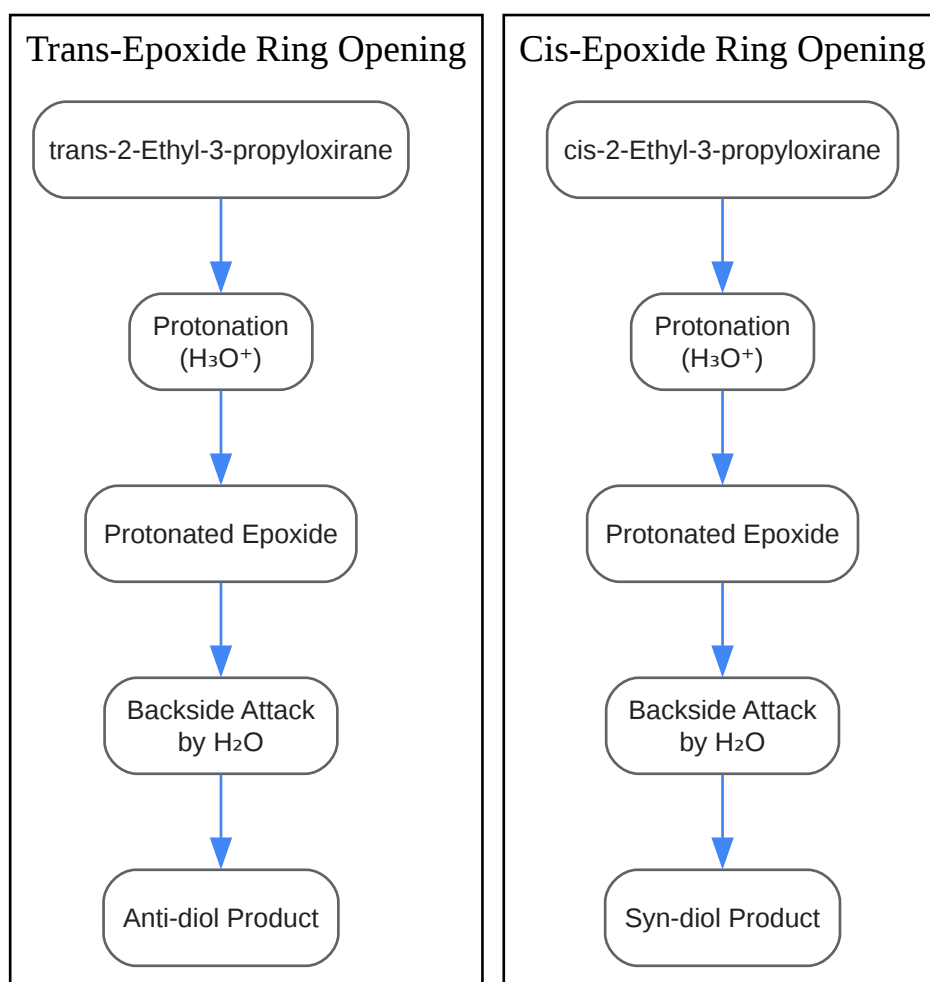 Trans-Epoxide Ring Opening
trans-2-Ethyl-3-propyloxirane
Protonation
(H₃O⁺)
Protonated Epoxide
Backside Attack
by H₂O
Anti-diol Product
Cis-Epoxide Ring Opening
cis-2-Ethyl-3-propyloxirane
Protonation
(H₃O⁺)
Protonated Epoxide
Backside Attack
by H₂O
Syn-diol Product